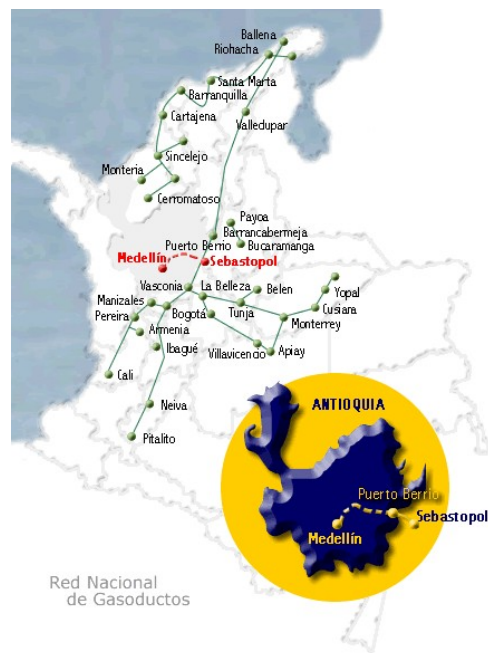 Ballena
Riohacha
Santa Marta
Barranquilla
Cartajena
Valledupar
Sincelejo
Monteria
Cerromatoso
Payoa
Barrancabermeja
Puerto Berrio
Bucaramanga
Medellín
Sebastopol
Vasconia
La Belleza
Belen
Yopal
Manizales
Cusiara
Pereira
Bogotá
Tunja
Monterrey
Armenia
Ibagué
Villavicencio
Apiay
Cali
Neiva
Pitalito
ANTIOQUIA
Puerto Berrio
Sebastopol
Medellín
Red Nacional
de Gasoductos